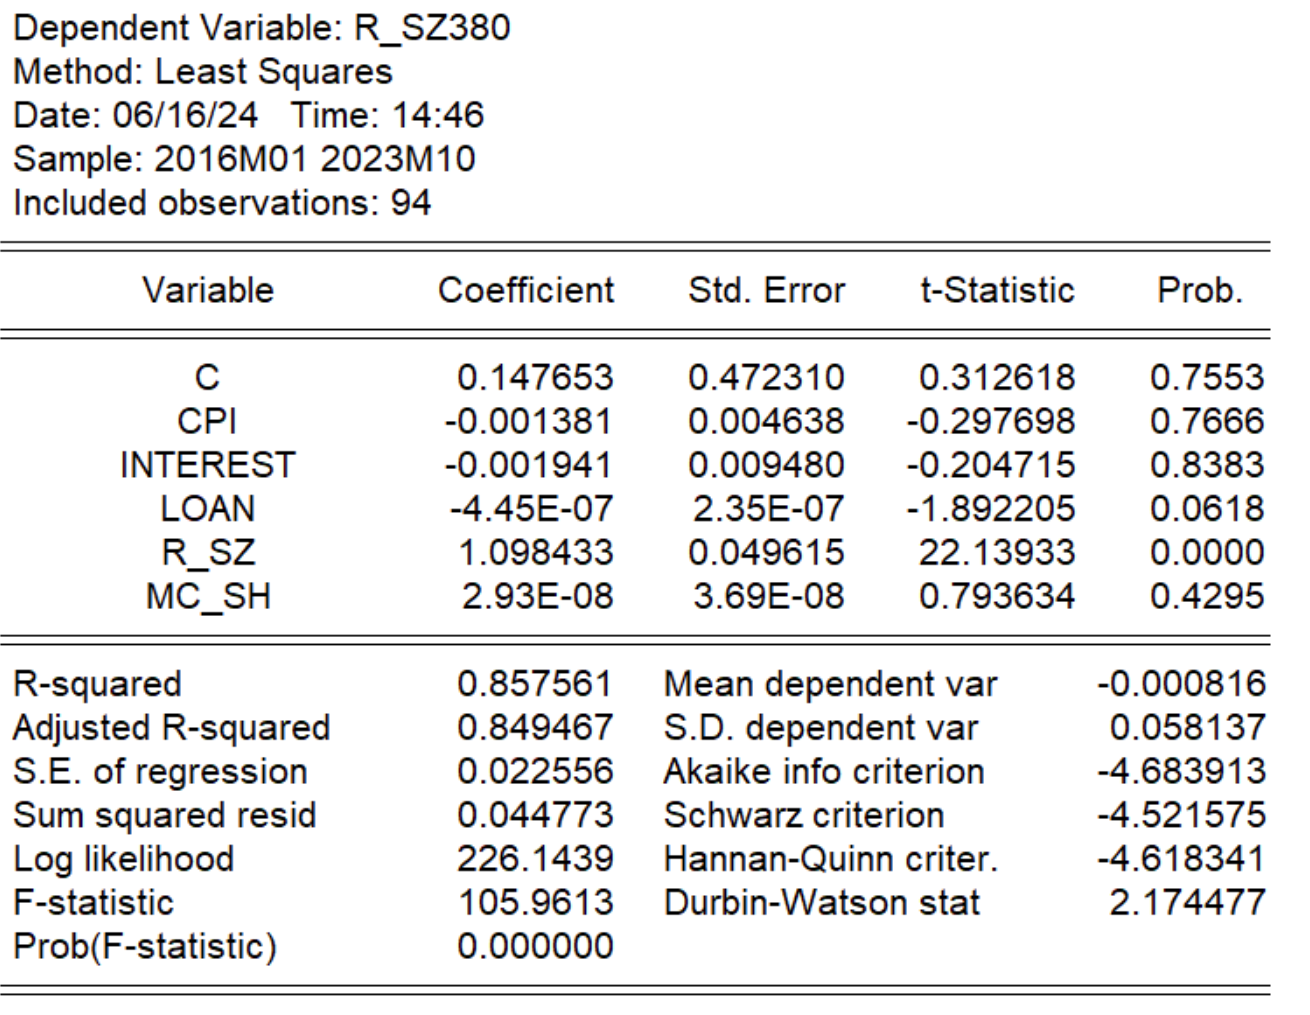 Dependent Variable: R_SZ380
Method: Least Squares
Date: 06/16/24 Time: 14:46
Sample: 2016M01 2023M10
Included observations: 94
Variable Coefficient Std. Error t-Statistic Prob.
C 0.147653 0.472310 0.312618 0.7553
CPI -0.001381 0.004638 -0.297698 0.7666
INTEREST -0.001941 0.009480 -0.204715 0.8383
LOAN -4.45E-07 2.35E-07 -1.892205 0.0618
R_SZ 1.098433 0.049615 22.13933 0.0000
MC_SH 2.93E-08 3.69E-08 0.793634 0.4295
R-squared 0.857561 Mean dependent var -0.000816
Adjusted R-squared 0.849467 S.D. dependent var 0.058137
S.E. of regression 0.022556 Akaike info criterion -4.683913
Sum squared resid 0.044773 Schwarz criterion -4.521575
Log likelihood 226.1439 Hannan-Quinn criter. -4.618341
F-statistic 105.9613 Durbin-Watson stat 2.174477
Prob(F-statistic) 0.000000